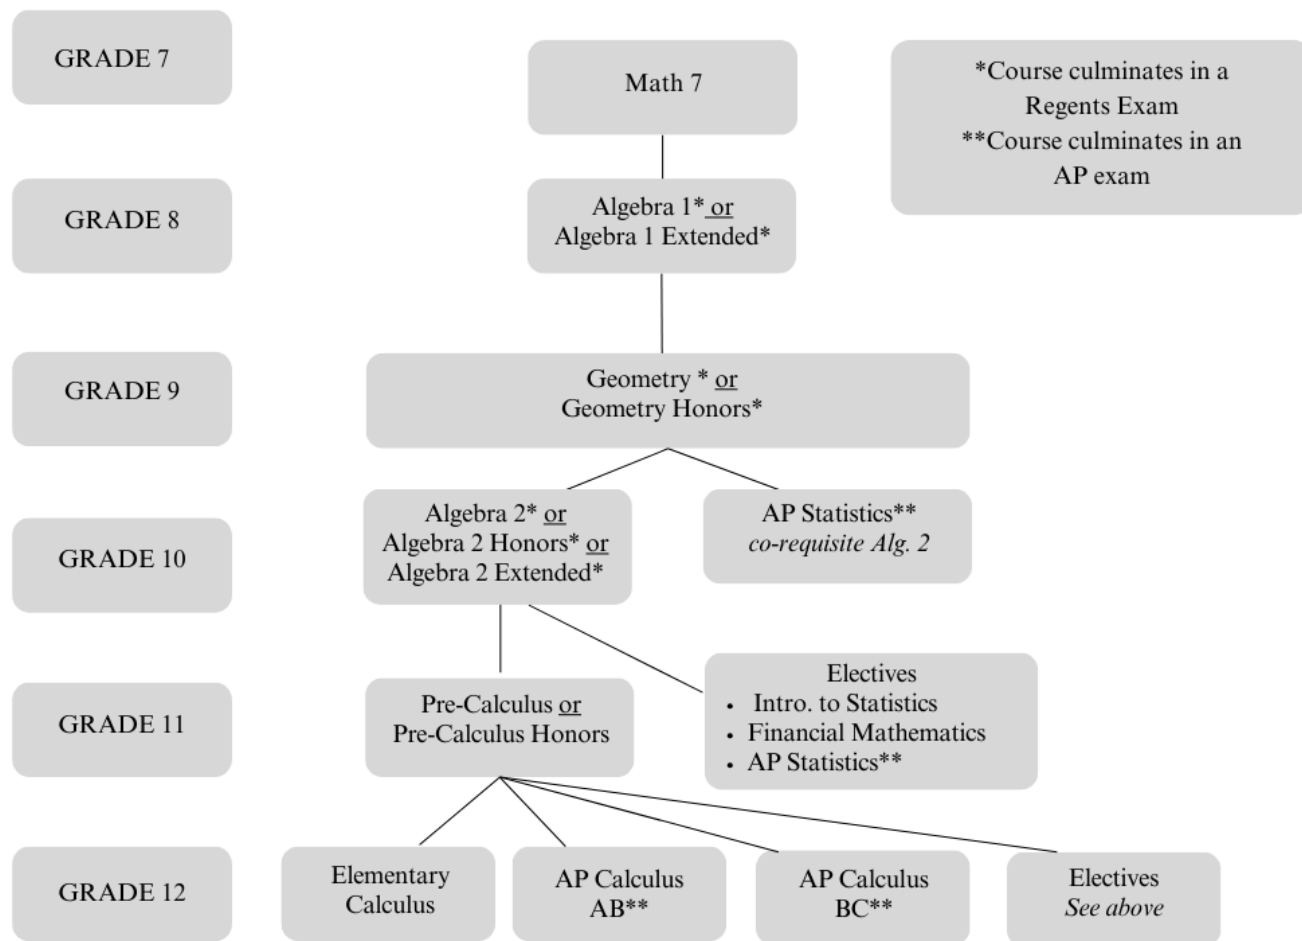 GRADE 7
Math 7
*Course culminates in a
Regents Exam
**Course culminates in an
AP exam
GRADE 8
Algebra 1* or
Algebra 1 Extended*
GRADE 9
Geometry * or
Geometry Honors*
GRADE 10
Algebra 2* or
Algebra 2 Honors* or
Algebra 2 Extended*
AP Statistics**
co-requisite Alg. 2
GRADE 11
Pre-Calculus or
Pre-Calculus Honors
Electives
• Intro. to Statistics
• Financial Mathematics
• AP Statistics**
GRADE 12
Elementary
Calculus
AP Calculus
AB**
AP Calculus
BC**
Electives
See above